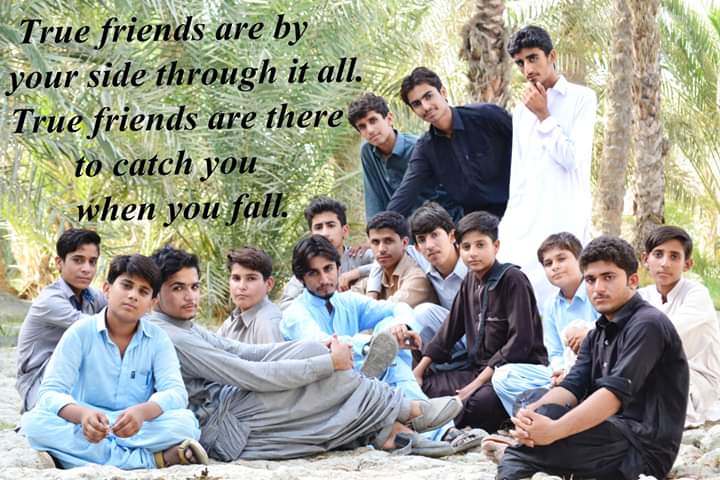 True friends are by
your side through it all.
True friends are there
to catch you
when you fall.